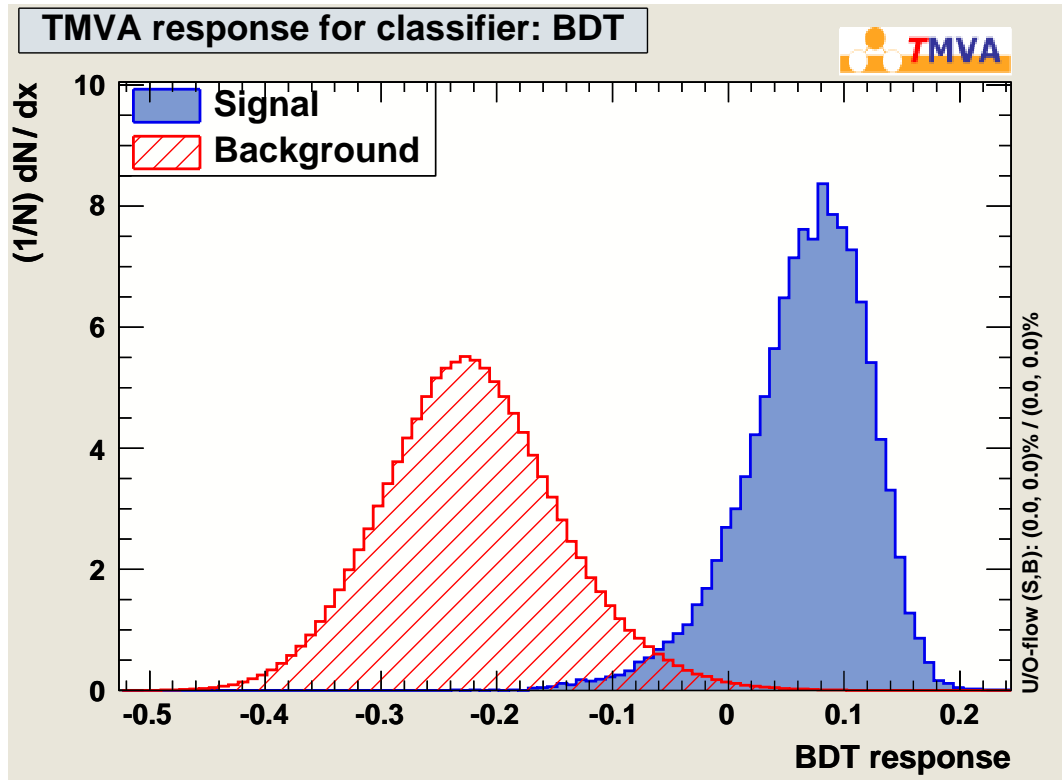 TMVA response for classifier: BDT
TMVA
(1/N) dN / dx
10
8
6
4
2
0
Signal
Background
-0.5 -0.4 -0.3 -0.2 -0.1 0 0.1 0.2
BDT response
U/O-flow (S,B): (0.0, 0.0)% / (0.0, 0.0)%